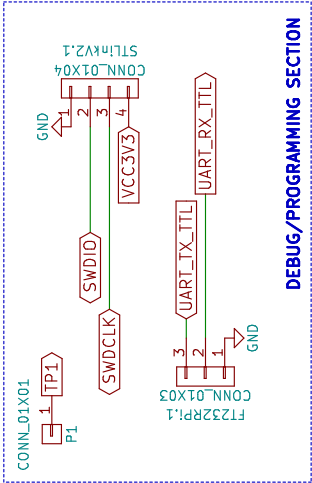 DEBUG/PROGRAMMING SECTION
STLinkV2.1
CONN_01X04
1
2
3
4
GND
SWDIO
SWDCLK
VCC3V3
UART_RX_TTL
UART_TX_TTL
3
2
1
GND
CONN_01X03
FT232RPi.1
CONN_01X01
TP1
1
P1